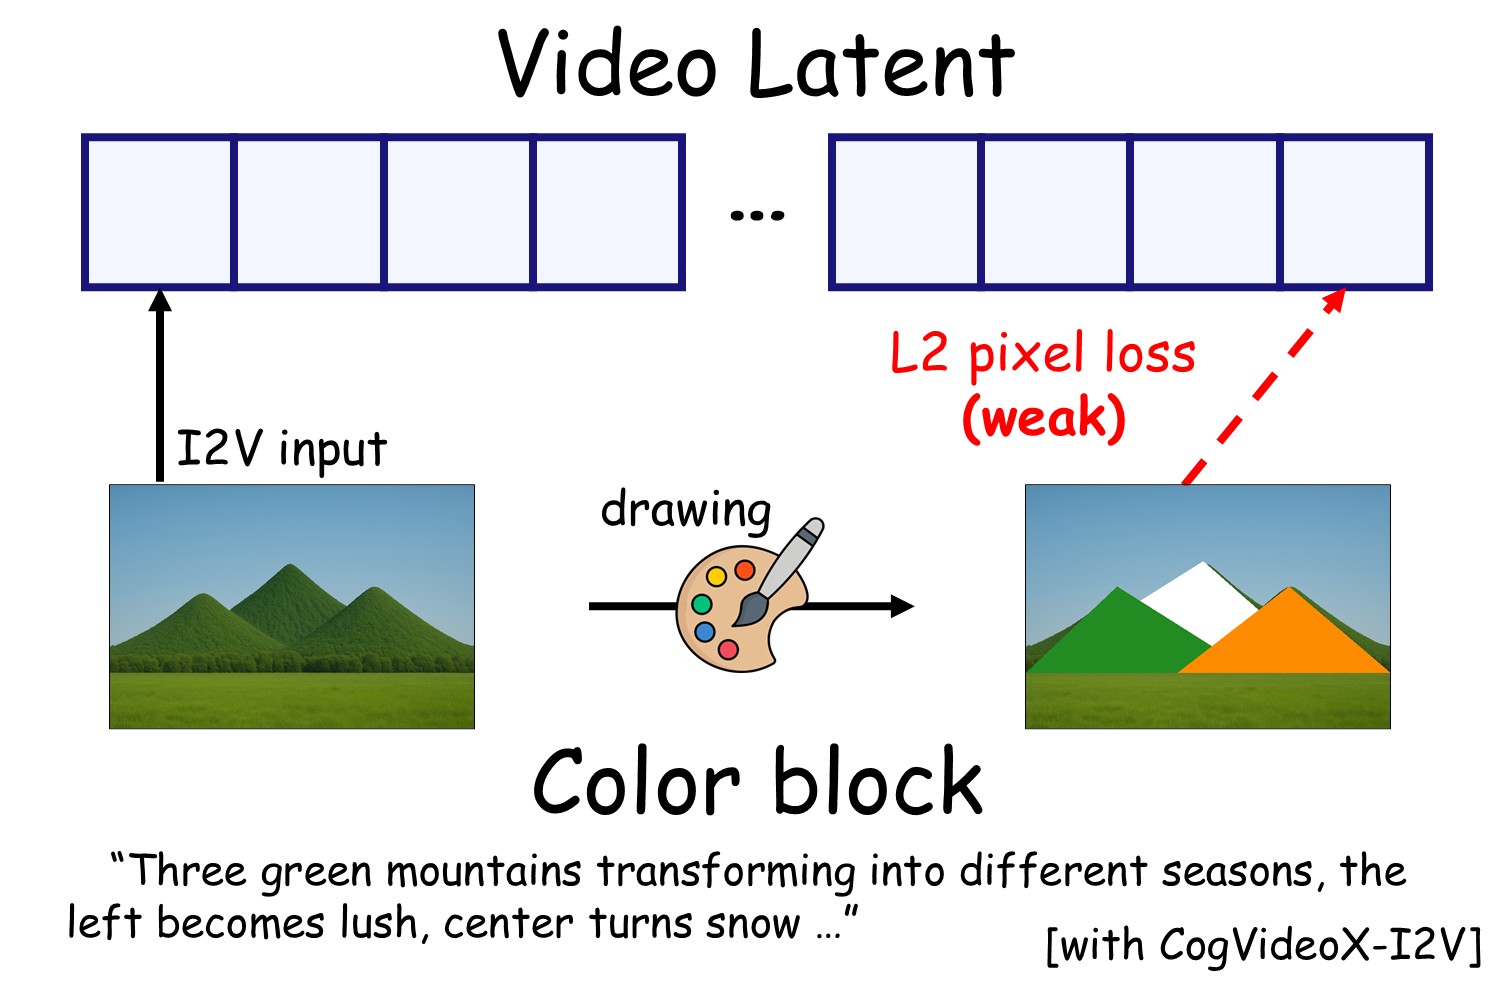 Video Latent
...
L2 pixel loss
(weak)
I2V input
drawing
Color block
“Three green mountains transforming into different seasons, the
left becomes lush, center turns snow …”
[with CogVideoX-I2V]